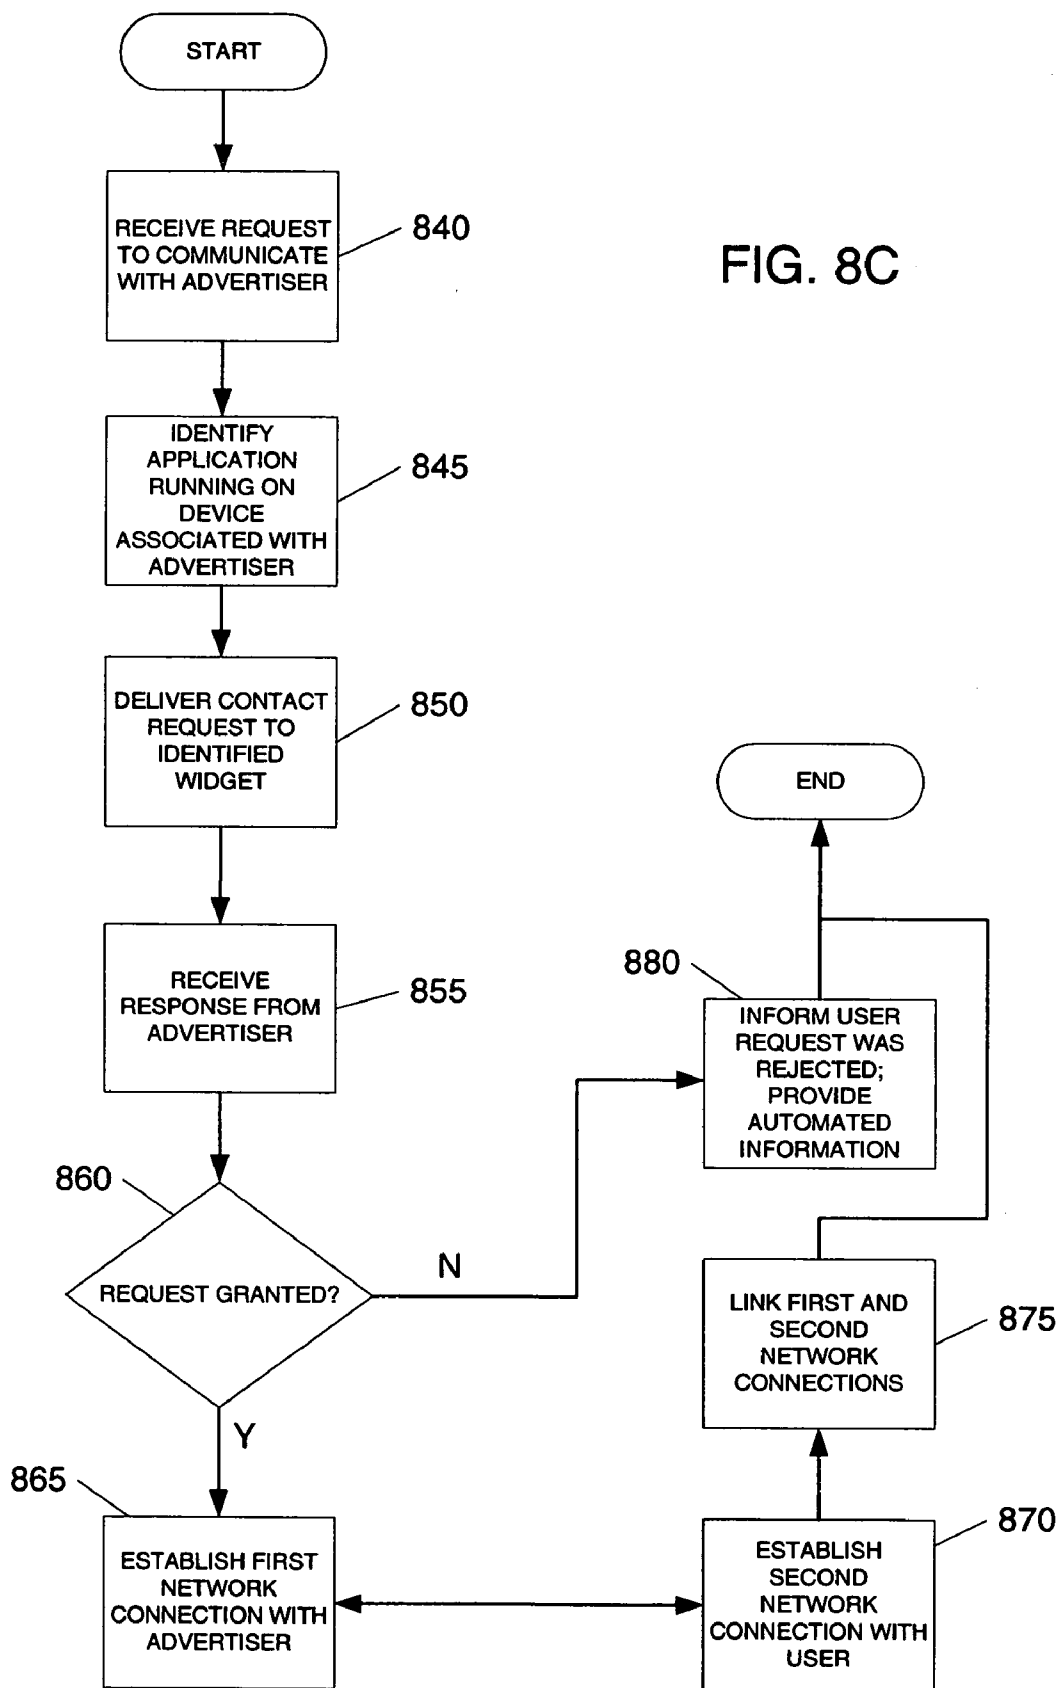 START
RECEIVE REQUEST
TO COMMUNICATE
WITH ADVERTISER
840
FIG. 8C
IDENTIFY
APPLICATION
RUNNING ON
DEVICE
ASSOCIATED WITH
ADVERTISER
845
DELIVER CONTACT
REQUEST TO
IDENTIFIED
WIDGET
850
END
RECEIVE
RESPONSE FROM
ADVERTISER
855
880
INFORM USER
REQUEST WAS
REJECTED;
PROVIDE
AUTOMATED
INFORMATION
860
REQUEST GRANTED?
N
Y
LINK FIRST AND
SECOND
NETWORK
CONNECTIONS
875
865
ESTABLISH FIRST
NETWORK
CONNECTION WITH
ADVERTISER
ESTABLISH
SECOND
NETWORK
CONNECTION WITH
USER
870